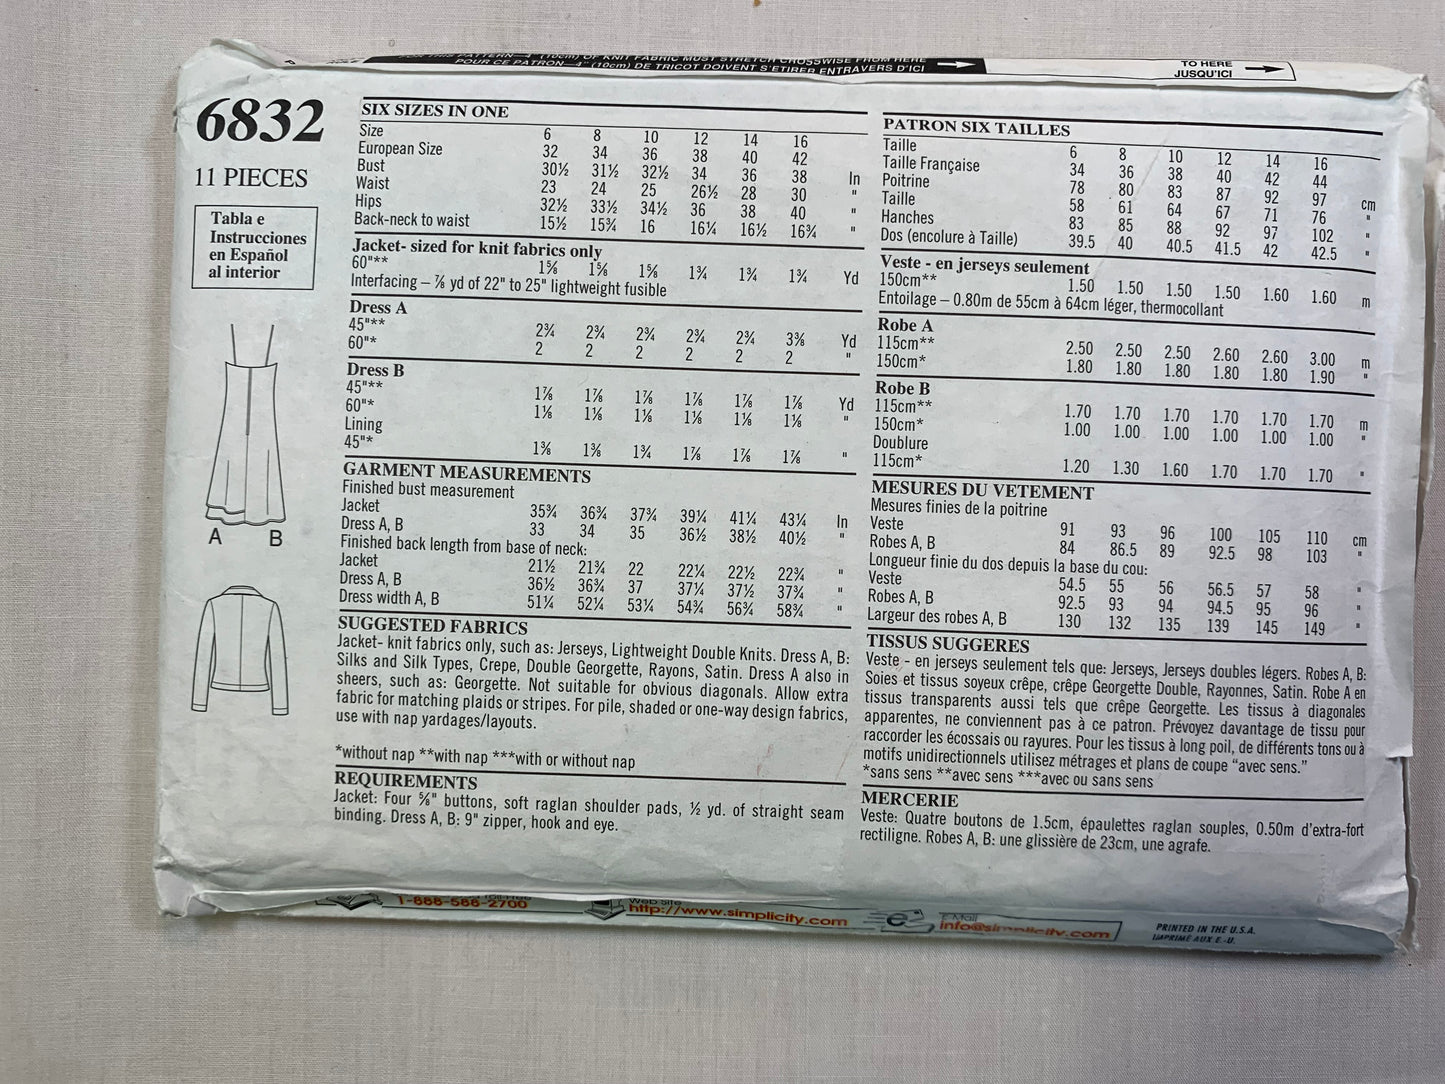 FOR THIS PATTERN—4" (10cm) OF KNIT FABRIC MUST STRETCH CROSSWISE FROM HERE
POUR CE PATRON—4" (10cm) DE TRICOT DOIVENT S'ETIRER ENTRAVERS D'ICI
TO HERE
JUSQU'ICI
6832
11 PIECES
Tabla e
Instrucciones
en Español
al interior
A B
SIX SIZES IN ONE
Size 6 8 10 12 14 16
European Size 32 34 36 38 40 42
Bust 30½ 31½ 32½ 34 36 38 In
Waist 23 24 25 26½ 28 30 "
Hips 32½ 33½ 34½ 36 38 40 "
Back-neck to waist 15½ 15¾ 16 16¼ 16½ 16¾ "
Jacket- sized for knit fabrics only
60"** 1⅝ 1⅝ 1⅝ 1¾ 1¾ 1¾ Yd
Interfacing – ⅞ yd of 22" to 25" lightweight fusible
Dress A
45"** 2¾ 2¾ 2¾ 2¾ 2¾ 3⅜ Yd
60"* 2 2 2 2 2 2 "
Dress B
45"** 1⅞ 1⅞ 1⅞ 1⅞ 1⅞ 1⅞ Yd
60"* 1⅛ 1⅛ 1⅛ 1⅛ 1⅛ 1⅛ "
Lining
45"* 1⅜ 1⅜ 1¾ 1⅞ 1⅞ 1⅞ "
GARMENT MEASUREMENTS
Finished bust measurement
Jacket 35¾ 36¾ 37¾ 39¼ 41¼ 43¼ In
Dress A, B 33 34 35 36½ 38½ 40½ "
Finished back length from base of neck:
Jacket 21½ 21¾ 22 22¼ 22½ 22¾ "
Dress A, B 36½ 36¾ 37 37¼ 37½ 37¾ "
Dress width A, B 51¼ 52¼ 53¼ 54¾ 56¾ 58¾ "
SUGGESTED FABRICS
Jacket- knit fabrics only, such as: Jerseys, Lightweight Double Knits. Dress A, B:
Silks and Silk Types, Crepe, Double Georgette, Rayons, Satin. Dress A also in
sheers, such as: Georgette. Not suitable for obvious diagonals. Allow extra
fabric for matching plaids or stripes. For pile, shaded or one-way design fabrics,
use with nap yardages/layouts.
*without nap **with nap ***with or without nap
REQUIREMENTS
Jacket: Four ⅝" buttons, soft raglan shoulder pads, ½ yd. of straight seam
binding. Dress A, B: 9" zipper, hook and eye.
PATRON SIX TAILLES
Taille 6 8 10 12 14 16
Taille Française 34 36 38 40 42 44
Poitrine 78 80 83 87 92 97 cm
Taille 58 61 64 67 71 76 "
Hanches 83 85 88 92 97 102 "
Dos (encolure à Taille) 39.5 40 40.5 41.5 42 42.5 "
Veste - en jerseys seulement
150cm** 1.50 1.50 1.50 1.50 1.60 1.60 m
Entoilage – 0.80m de 55cm à 64cm léger, thermocollant
Robe A
115cm** 2.50 2.50 2.50 2.60 2.60 3.00 m
150cm* 1.80 1.80 1.80 1.80 1.80 1.90 "
Robe B
115cm** 1.70 1.70 1.70 1.70 1.70 1.70 m
150cm* 1.00 1.00 1.00 1.00 1.00 1.00 "
Doublure
115cm* 1.20 1.30 1.60 1.70 1.70 1.70 "
MESURES DU VETEMENT
Mesures finies de la poitrine
Veste 91 93 96 100 105 110 cm
Robes A, B 84 86.5 89 92.5 98 103 "
Longueur finie du dos depuis la base du cou:
Veste 54.5 55 56 56.5 57 58 "
Robes A, B 92.5 93 94 94.5 95 96 "
Largeur des robes A, B 130 132 135 139 145 149 "
TISSUS SUGGERES
Veste - en jerseys seulement tels que: Jerseys, Jerseys doubles légers. Robes A, B:
Soies et tissus soyeux crêpe, crêpe Georgette Double, Rayonnes, Satin. Robe A en
tissus transparents aussi tels que crêpe Georgette. Les tissus à diagonales
apparentes, ne conviennent pas à ce patron. Prévoyez davantage de tissu pour
raccorder les écossais ou rayures. Pour les tissus à long poil, de différents tons ou à
motifs unidirectionnels utilisez métrages et plans de coupe "avec sens."
*sans sens **avec sens ***avec ou sans sens
MERCERIE
Veste: Quatre boutons de 1.5cm, épaulettes raglan souples, 0.50m d'extra-fort
rectiligne. Robes A, B: une glissière de 23cm, une agrafe.
Toll-Free
1-888-588-2700
Web Site
http://www.simplicity.com
E-Mail
info@simplicity.com
PRINTED IN THE U.S.A.
IMPRIMÉ AUX E.-U.